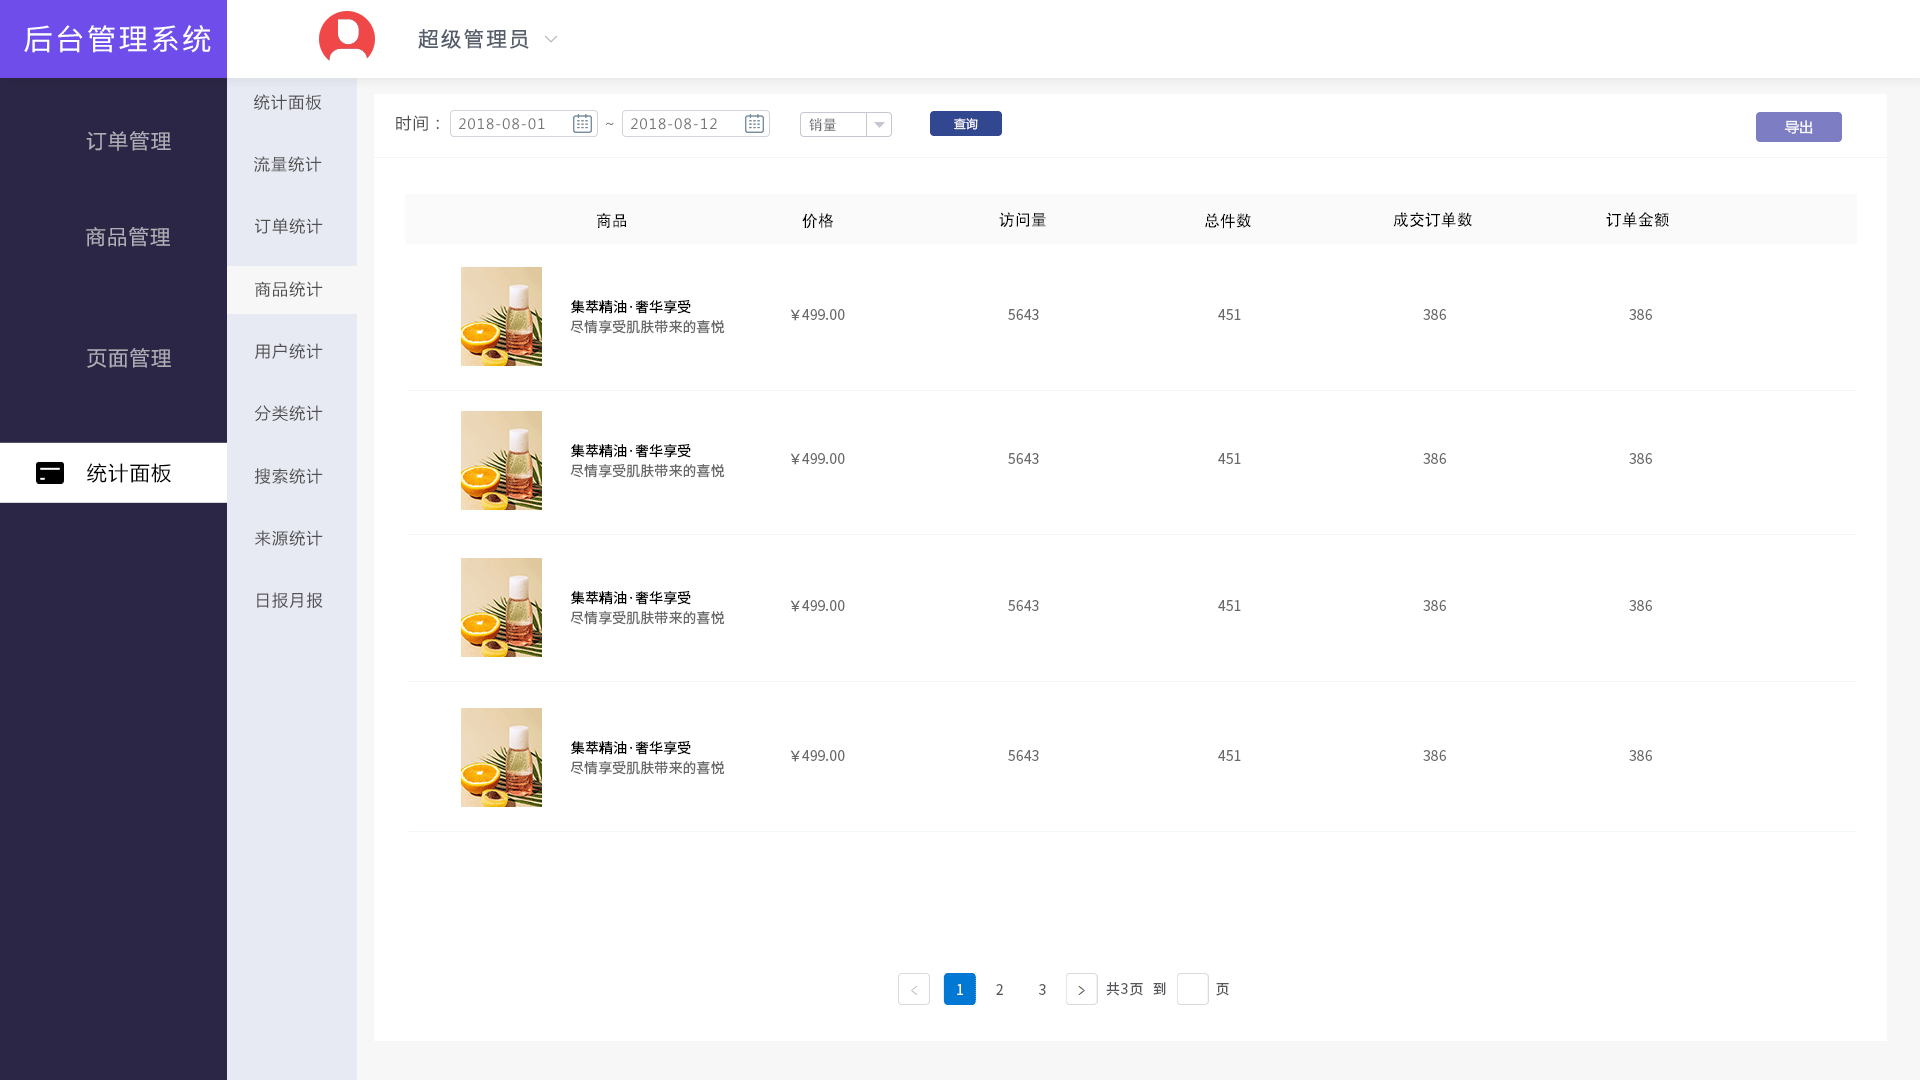 后台管理系统
超级管理员
订单管理
商品管理
页面管理
统计面板
统计面板
流量统计
订单统计
商品统计
用户统计
分类统计
搜索统计
来源统计
日报月报
时间： 2018-08-01 ~ 2018-08-12 销量 查询 导出
商品 价格 访问量 总件数 成交订单数 订单金额
集萃精油·奢华享受
尽情享受肌肤带来的喜悦
¥499.00 5643 451 386 386
集萃精油·奢华享受
尽情享受肌肤带来的喜悦
¥499.00 5643 451 386 386
集萃精油·奢华享受
尽情享受肌肤带来的喜悦
¥499.00 5643 451 386 386
集萃精油·奢华享受
尽情享受肌肤带来的喜悦
¥499.00 5643 451 386 386
< 1 2 3 > 共3页 到 页